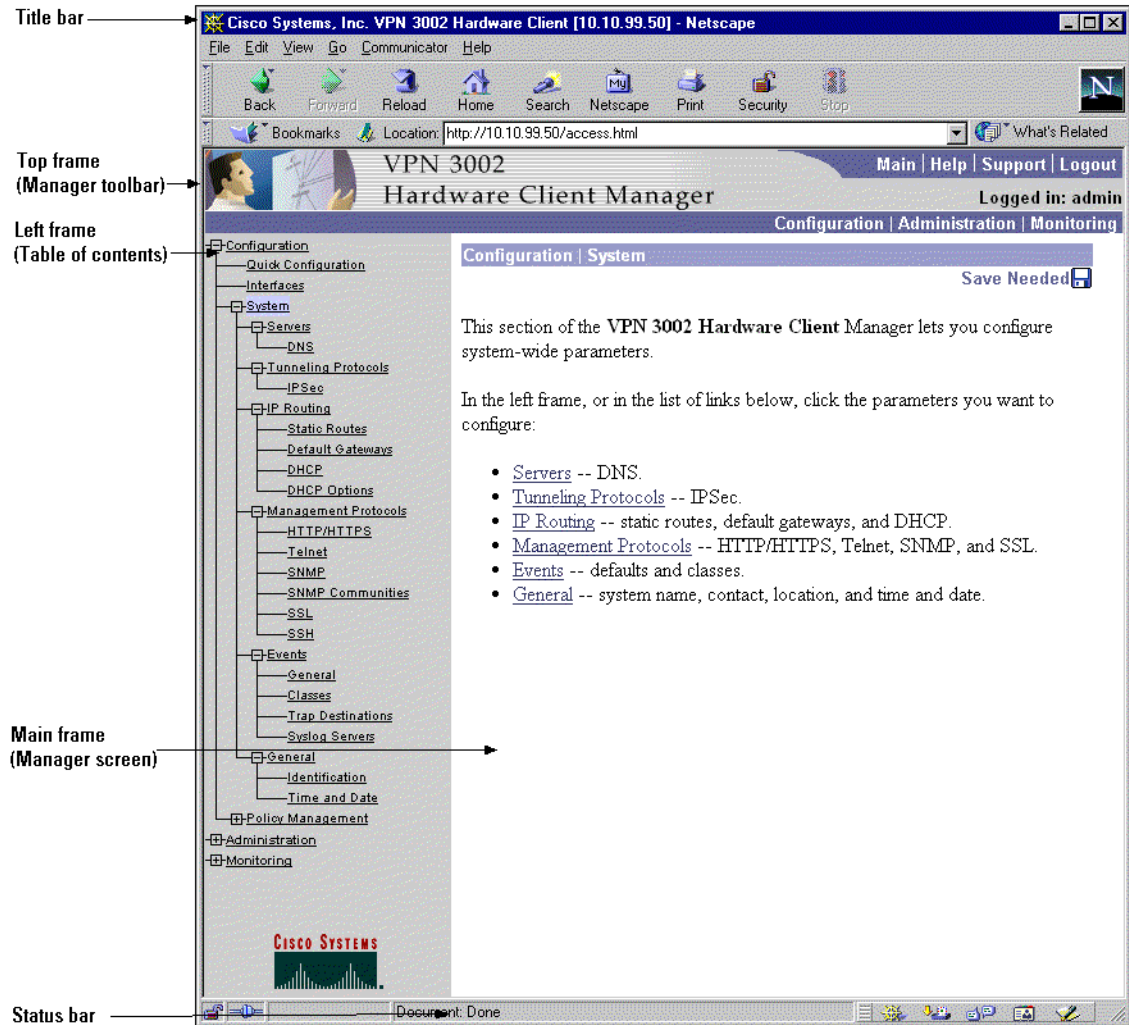 Title bar
Cisco Systems, Inc. VPN 3002 Hardware Client [10.10.99.50] - Netscape
File Edit View Go Communicator Help
Back Forward Reload Home Search Netscape Print Security Stop
My
N
Bookmarks Location: http://10.10.99.50/access.html What's Related
Top frame
(Manager toolbar)
VPN 3002
Hardware Client Manager
Main | Help | Support | Logout
Logged in: admin
Configuration | Administration | Monitoring
Left frame
(Table of contents)
Configuration
Quick Configuration
Interfaces
System
Servers
DNS
Tunneling Protocols
IPSec
IP Routing
Static Routes
Default Gateways
DHCP
DHCP Options
Management Protocols
HTTP/HTTPS
Telnet
SNMP
SNMP Communities
SSL
SSH
Events
General
Classes
Trap Destinations
Syslog Servers
General
Identification
Time and Date
Policy Management
Administration
Monitoring
CISCO SYSTEMS
Configuration | System
Save Needed
This section of the VPN 3002 Hardware Client Manager lets you configure
system-wide parameters.
In the left frame, or in the list of links below, click the parameters you want to
configure:
• Servers -- DNS.
• Tunneling Protocols -- IPSec.
• IP Routing -- static routes, default gateways, and DHCP.
• Management Protocols -- HTTP/HTTPS, Telnet, SNMP, and SSL.
• Events -- defaults and classes.
• General -- system name, contact, location, and time and date.
Main frame
(Manager screen)
Status bar
Document: Done